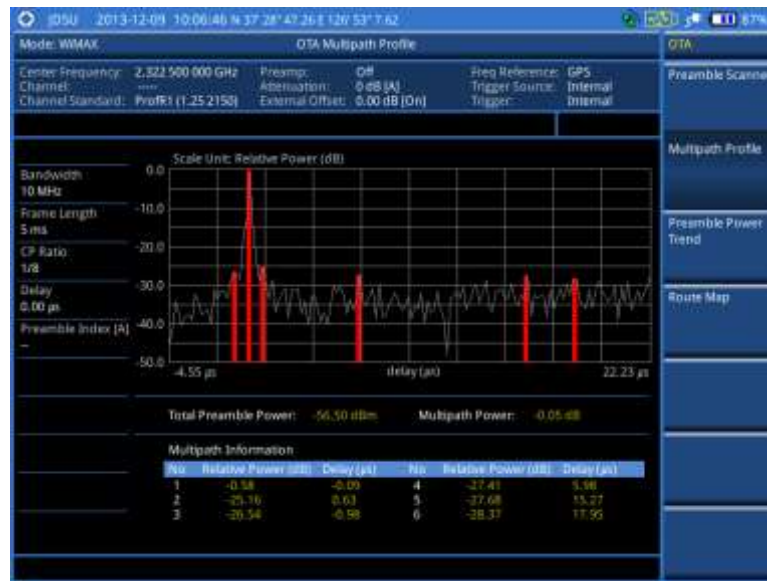 JDSU 2013-12-09 10:06:46 N 37°28'47.26 E 126°53'7.62 87%
Mode: WiMAX OTA Multipath Profile OTA
Center Frequency: 2.322 500 000 GHz Preamp: Off Freq Reference: GPS
Channel: ---- Attenuation: 0 dB [A] Trigger Source: Internal
Channel Standard: ProfR1 (1.25 2150) External Offset: 0.00 dB [On] Trigger: Internal
Preamble Scanne
Multipath Profile
Preamble Power
Trend
Route Map
Scale Unit: Relative Power (dB)
Bandwidth
10 MHz
Frame Length
5 ms
CP Ratio
1/8
Delay
0.00 µs
Preamble Index [A]
--
0.0
-10.0
-20.0
-30.0
-40.0
-50.0
-4.55 µs delay (µs) 22.23 µs
Total Preamble Power: -56.50 dBm Multipath Power: -0.05 dB
Multipath Information
No Relative Power (dB) Delay (µs) No Relative Power (dB) Delay (µs)
1 -0.58 -0.09 4 -27.41 5.98
2 -25.16 0.63 5 -27.68 15.27
3 -26.54 -0.98 6 -28.37 17.95